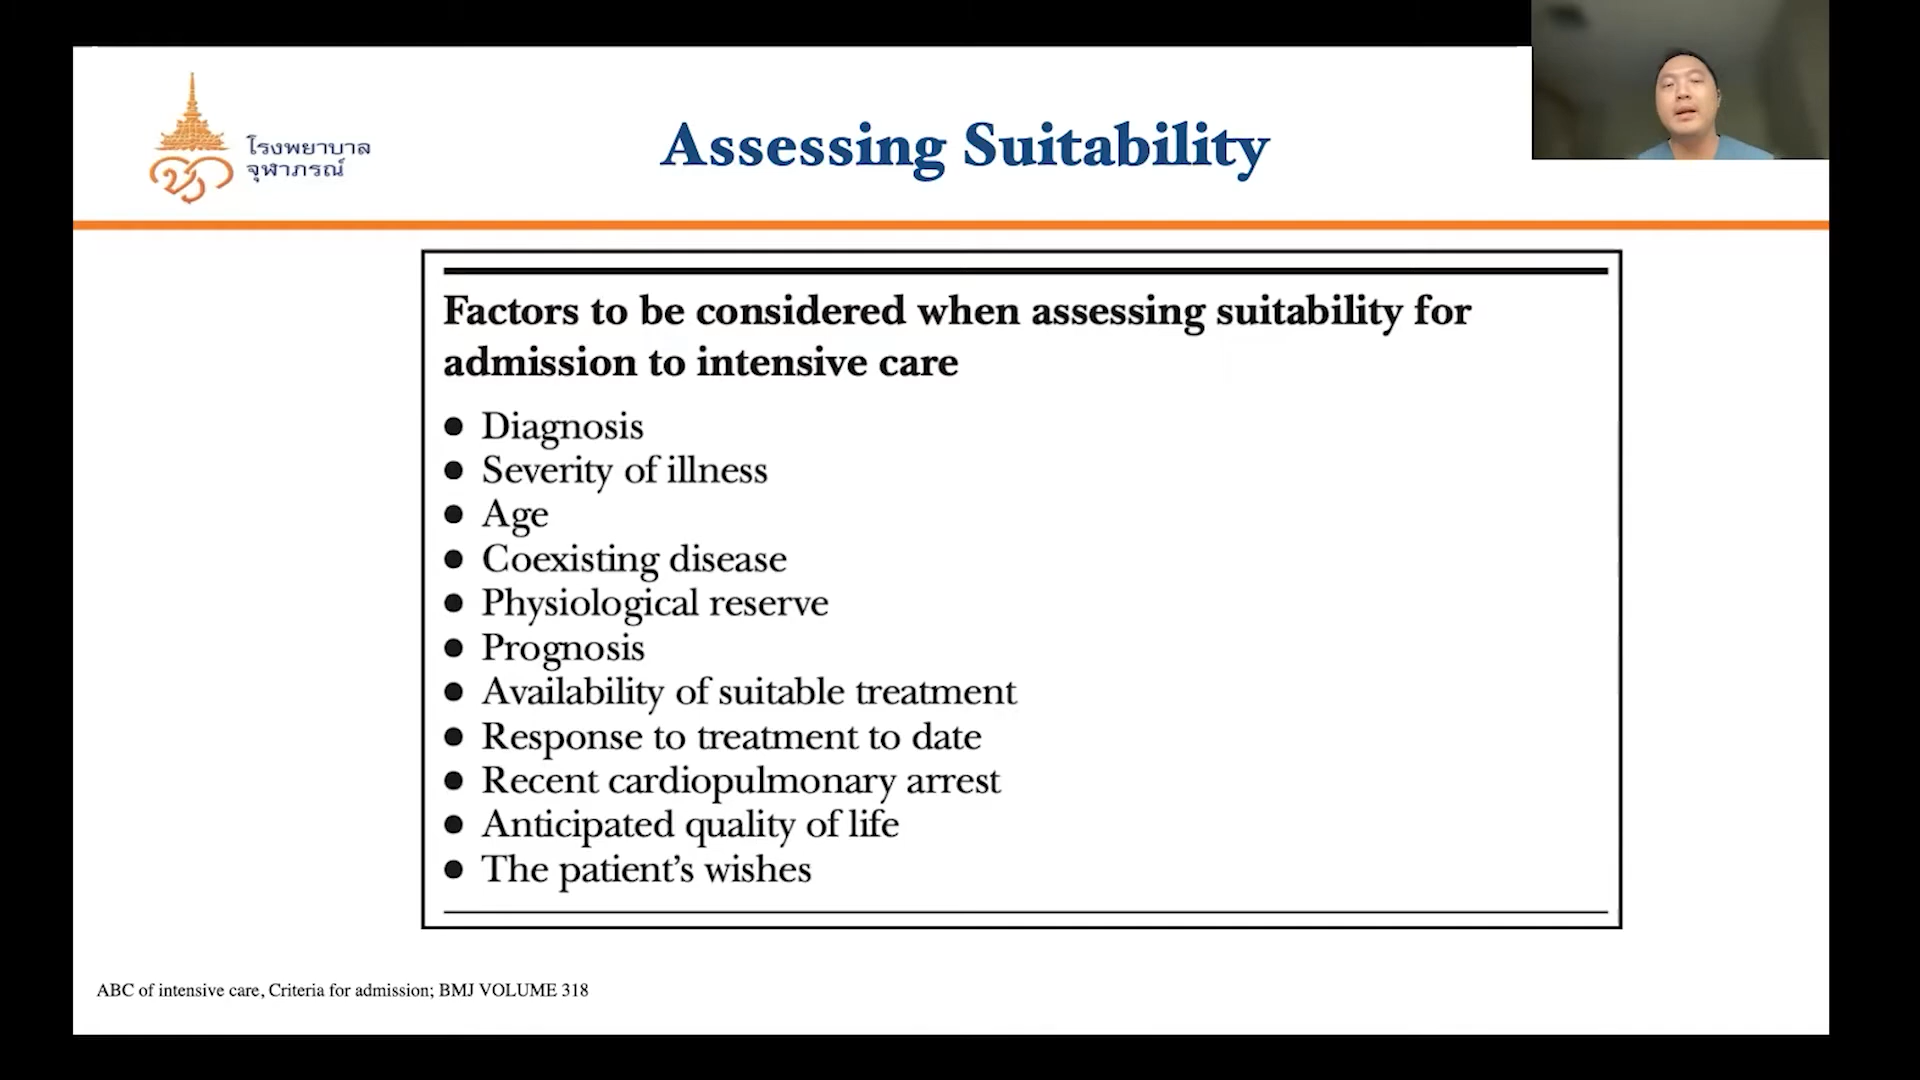 โรงพยาบาล
จุฬาภรณ์
Assessing Suitability
Factors to be considered when assessing suitability for
admission to intensive care
● Diagnosis
● Severity of illness
● Age
● Coexisting disease
● Physiological reserve
● Prognosis
● Availability of suitable treatment
● Response to treatment to date
● Recent cardiopulmonary arrest
● Anticipated quality of life
● The patient’s wishes
ABC of intensive care, Criteria for admission; BMJ VOLUME 318